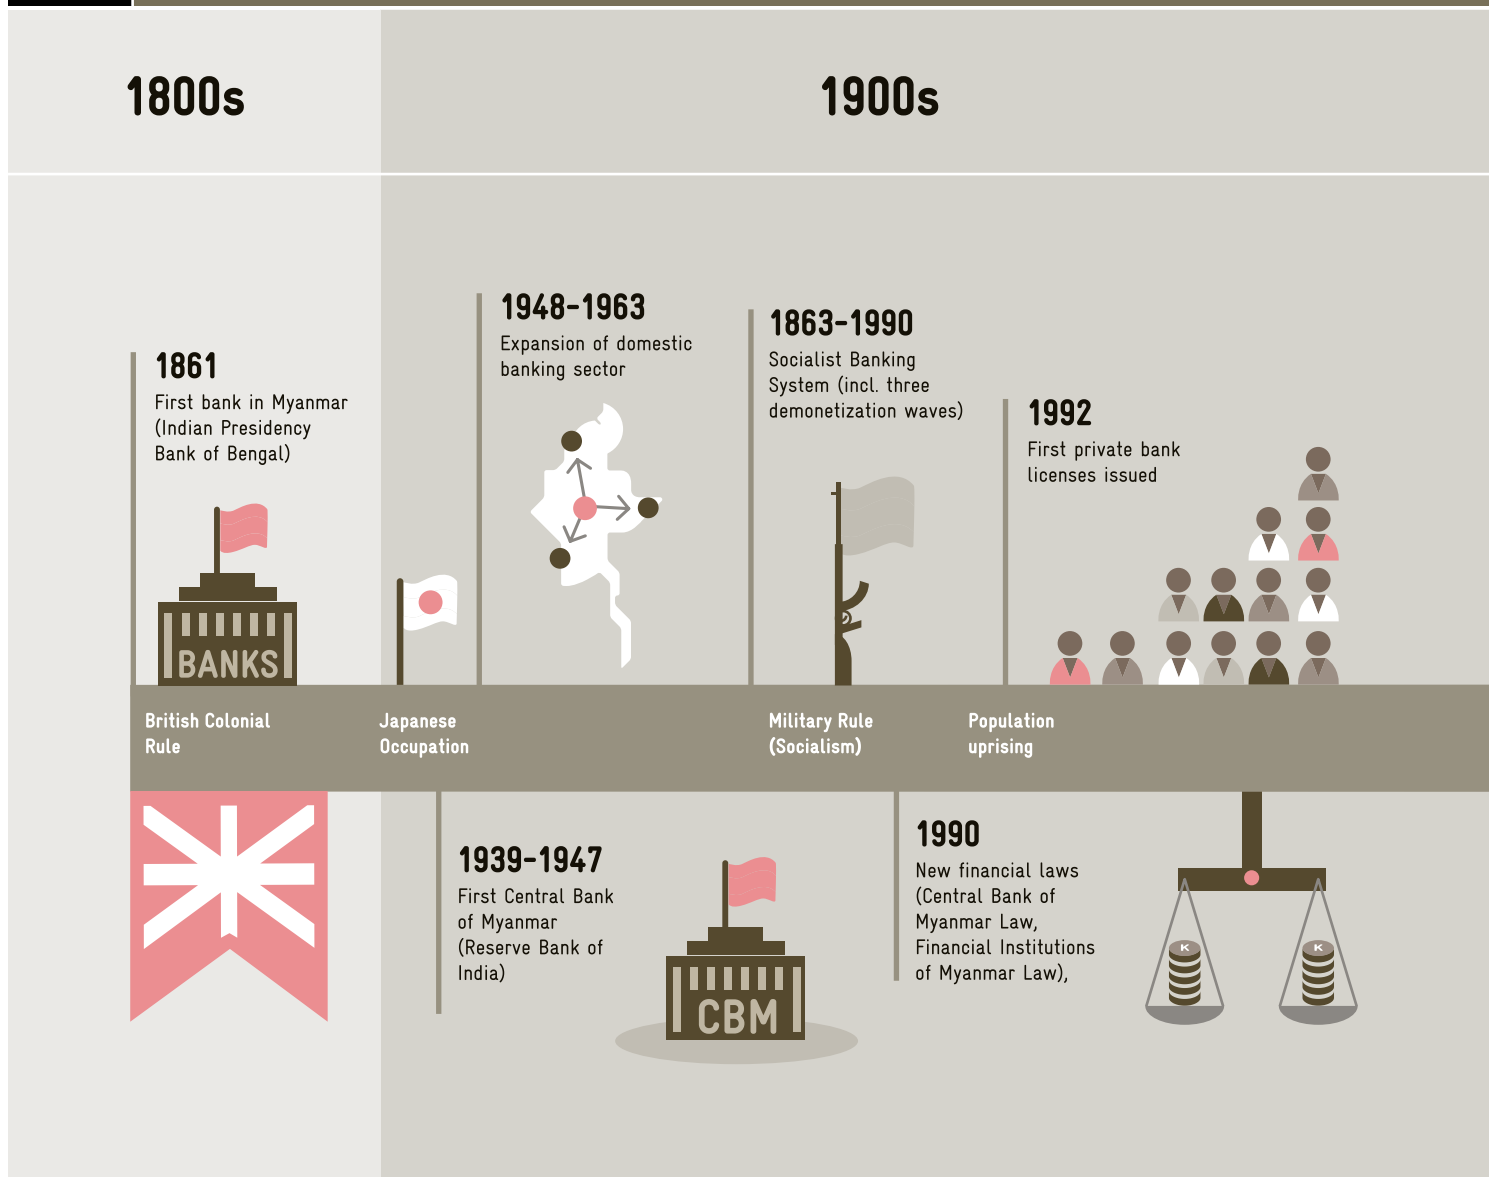 1800s
1900s
1861
First bank in Myanmar
(Indian Presidency
Bank of Bengal)
BANKS
1948-1963
Expansion of domestic
banking sector
1863-1990
Socialist Banking
System (incl. three
demonetization waves)
1992
First private bank
licenses issued
British Colonial
Rule
Japanese
Occupation
Military Rule
(Socialism)
Population
uprising
1939-1947
First Central Bank
of Myanmar
(Reserve Bank of
India)
CBM
1990
New financial laws
(Central Bank of
Myanmar Law,
Financial Institutions
of Myanmar Law),
K
K